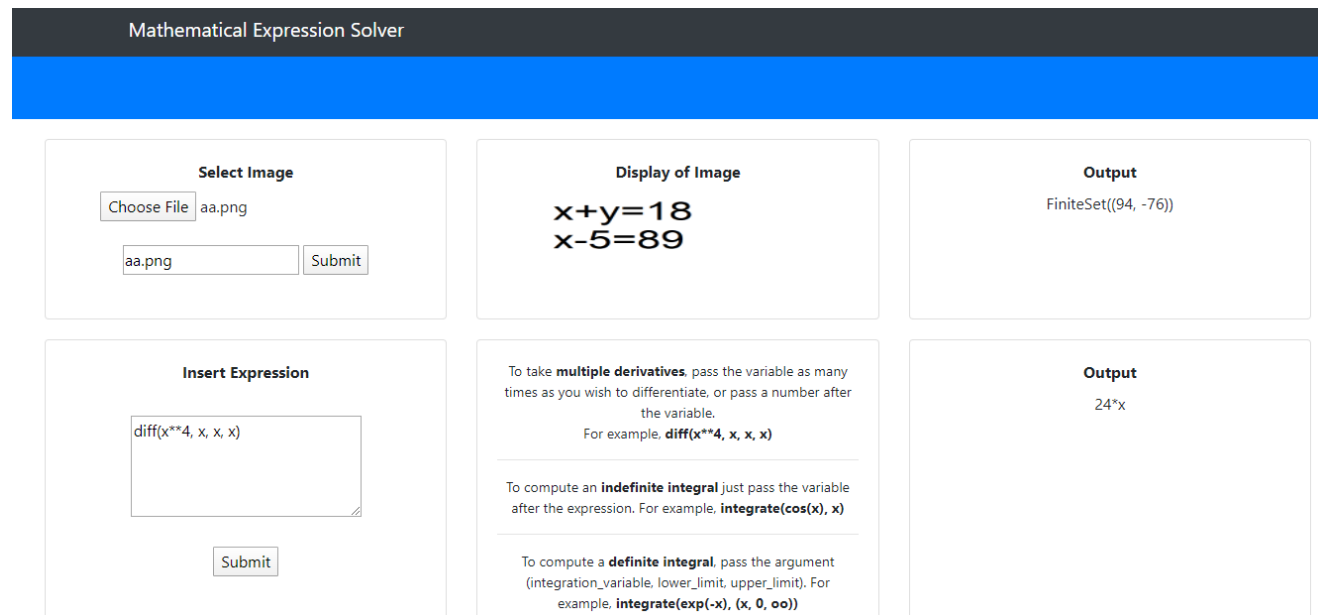 Mathematical Expression Solver
Select Image
Choose File aa.png
aa.png Submit
Display of Image
x+y=18
x-5=89
Output
FiniteSet((94, -76))
Insert Expression
diff(x**4, x, x, x)
Submit
To take multiple derivatives, pass the variable as many
times as you wish to differentiate, or pass a number after
the variable.
For example, diff(x**4, x, x, x)
To compute an indefinite integral just pass the variable
after the expression. For example, integrate(cos(x), x)
To compute a definite integral, pass the argument
(integration_variable, lower_limit, upper_limit). For
example, integrate(exp(-x), (x, 0, oo))
Output
24*x